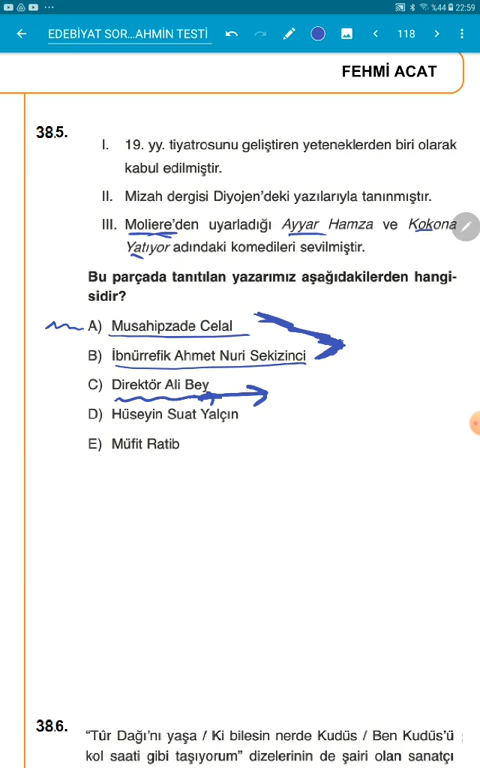 22:59
%44
EDEBİYAT SOR...AHMİN TESTİ
118
FEHMİ ACAT
385.
I. 19. yy. tiyatrosunu geliştiren yeteneklerden biri olarak
kabul edilmiştir.
II. Mizah dergisi Diyojen'deki yazılarıyla tanınmıştır.
III. Moliere'den uyarladığı Ayyar Hamza ve Kokona
Yatıyor adındaki komedileri sevilmiştir.
Bu parçada tanıtılan yazarımız aşağıdakilerden hangi-
sidir?
A) Musahipzade Celal
B) İbnürrefik Ahmet Nuri Sekizinci
C) Direktör Ali Bey
D) Hüseyin Suat Yalçın
E) Müfit Ratib
386.
"Tûr Dağı'nı yaşa / Ki bilesin nerde Kudüs / Ben Kudüs'ü
kol saati gibi taşıyorum" dizelerinin de şairi olan sanatçı